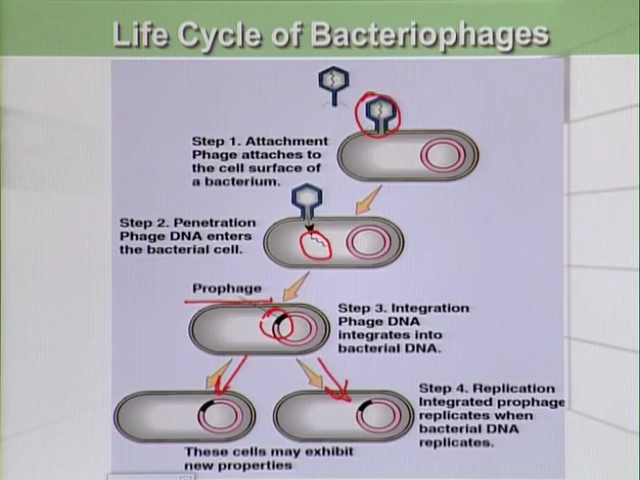 Life Cycle of Bacteriophages
Step 1. Attachment
Phage attaches to
the cell surface of
a bacterium.
Step 2. Penetration
Phage DNA enters
the bacterial cell.
Prophage
Step 3. Integration
Phage DNA
integrates into
bacterial DNA.
Step 4. Replication
Integrated prophage
replicates when
bacterial DNA
replicates.
These cells may exhibit
new properties